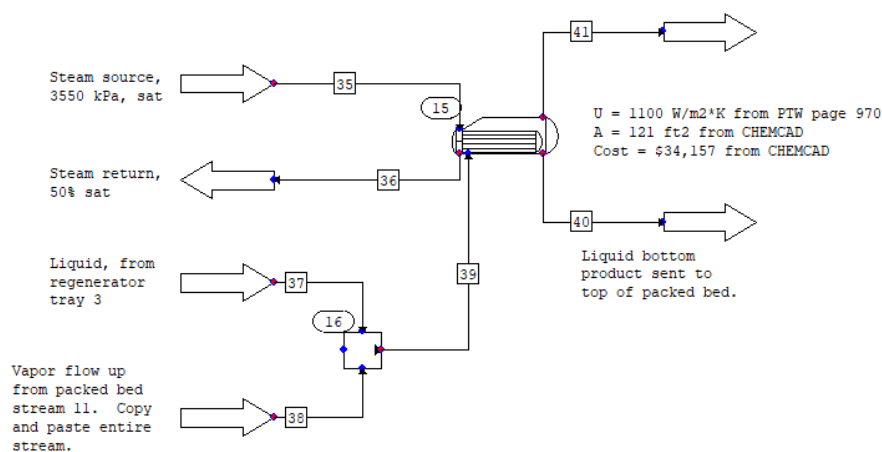 41
Steam source,
3550 kPa, sat
35
15
U = 1100 W/m2*K from PTW page 970
A = 121 ft2 from CHEMCAD
Cost = $34,157 from CHEMCAD
Steam return,
50% sat
36
40
Liquid, from
regenerator
tray 3
37
39
Liquid bottom
product sent to
top of packed bed.
16
Vapor flow up
from packed bed
stream 11. Copy
and paste entire
stream.
38